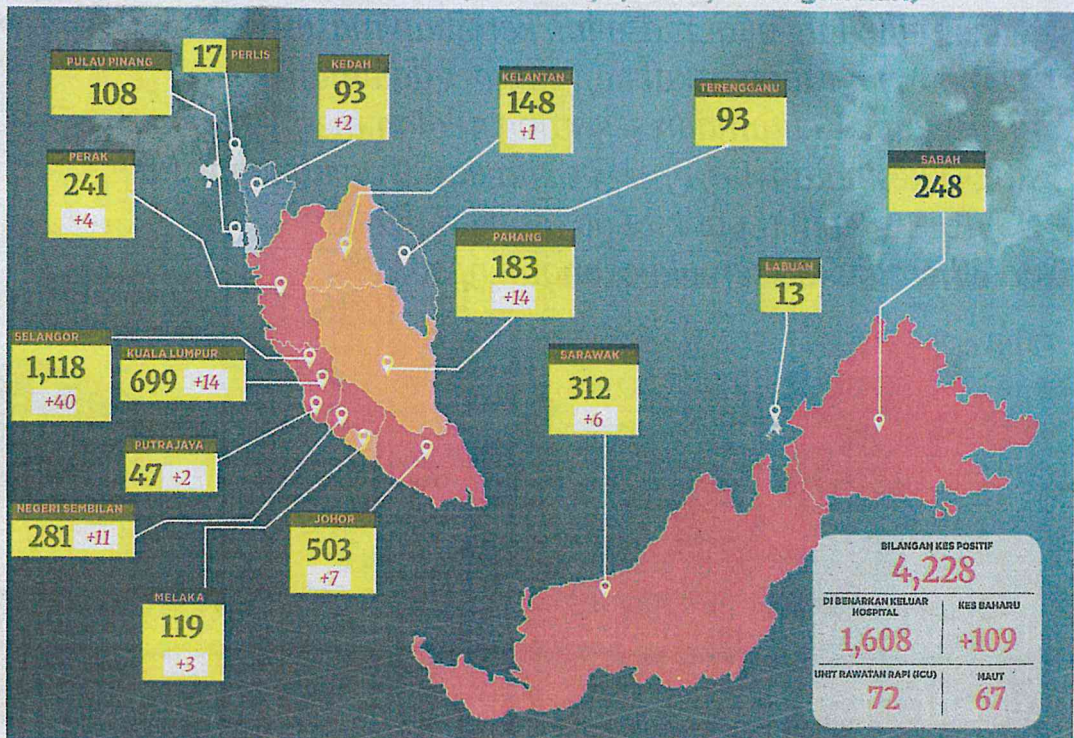 PULAU PINANG
108
17 PERLIS
KEDAH
93
+2
KELANTAN
148
+1
TERENGGANU
93
PERAK
241
+4
SABAH
248
PAHANG
183
+14
LABUAN
13
SELANGOR
1,118
+40
KUALA LUMPUR
699 +14
SARAWAK
312
+6
PUTRAJAYA
47 +2
NEGERI SEMBILAN
281 +11
JOHOR
503
+7
MELAKA
119
+3
BILANGAN KES POSITIF
4,228
DI BENARKAN KELUAR
HOSPITAL
1,608
KES BAHARU
+109
UNIT RAWATAN RAPI (ICU)
72
MAUT
67